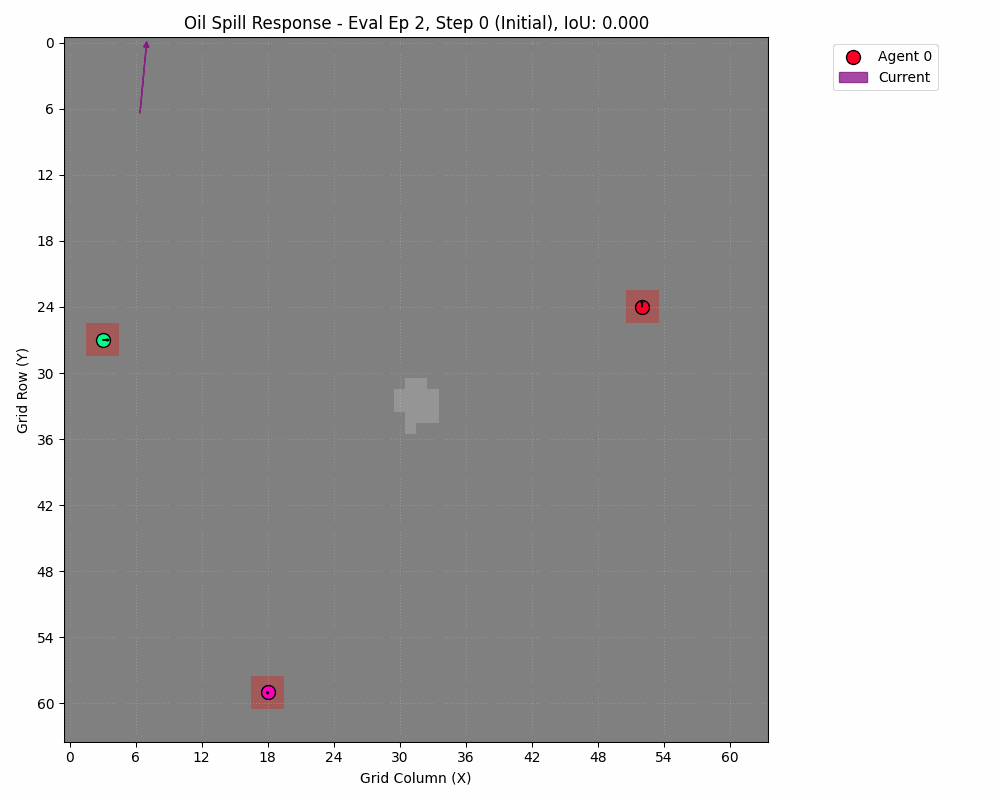 Oil Spill Response - Eval Ep 2, Step 0 (Initial), IoU: 0.000
Agent 0
Current
0
6
12
18
24
30
36
42
48
54
60
Grid Row (Y)
0 6 12 18 24 30 36 42 48 54 60
Grid Column (X)